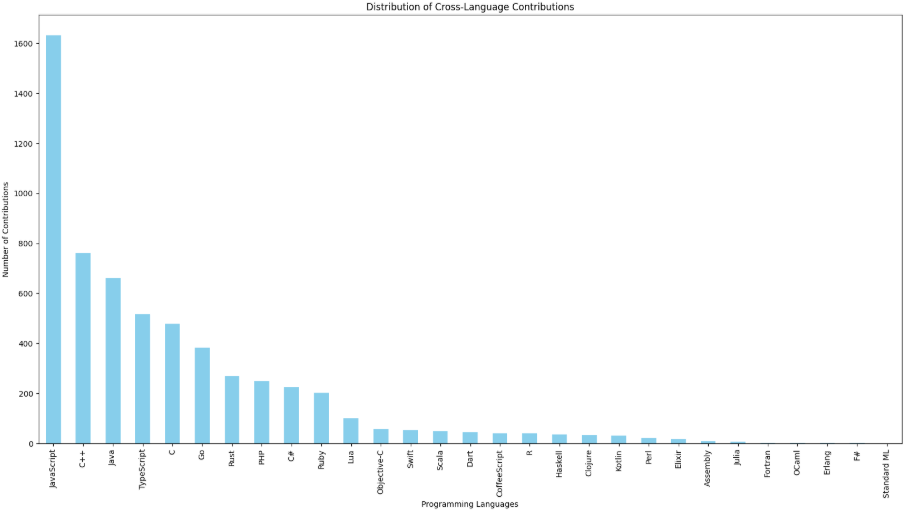 Distribution of Cross-Language Contributions
Number of Contributions
1600
1400
1200
1000
800
600
400
200
0
JavaScript
C++
Java
TypeScript
C
Go
Rust
PHP
C#
Ruby
Lua
Objective-C
Swift
Scala
Dart
CoffeeScript
R
Haskell
Clojure
Kotlin
Perl
Elixir
Assembly
Julia
Fortran
OCaml
Erlang
F#
Standard ML
Programming Languages